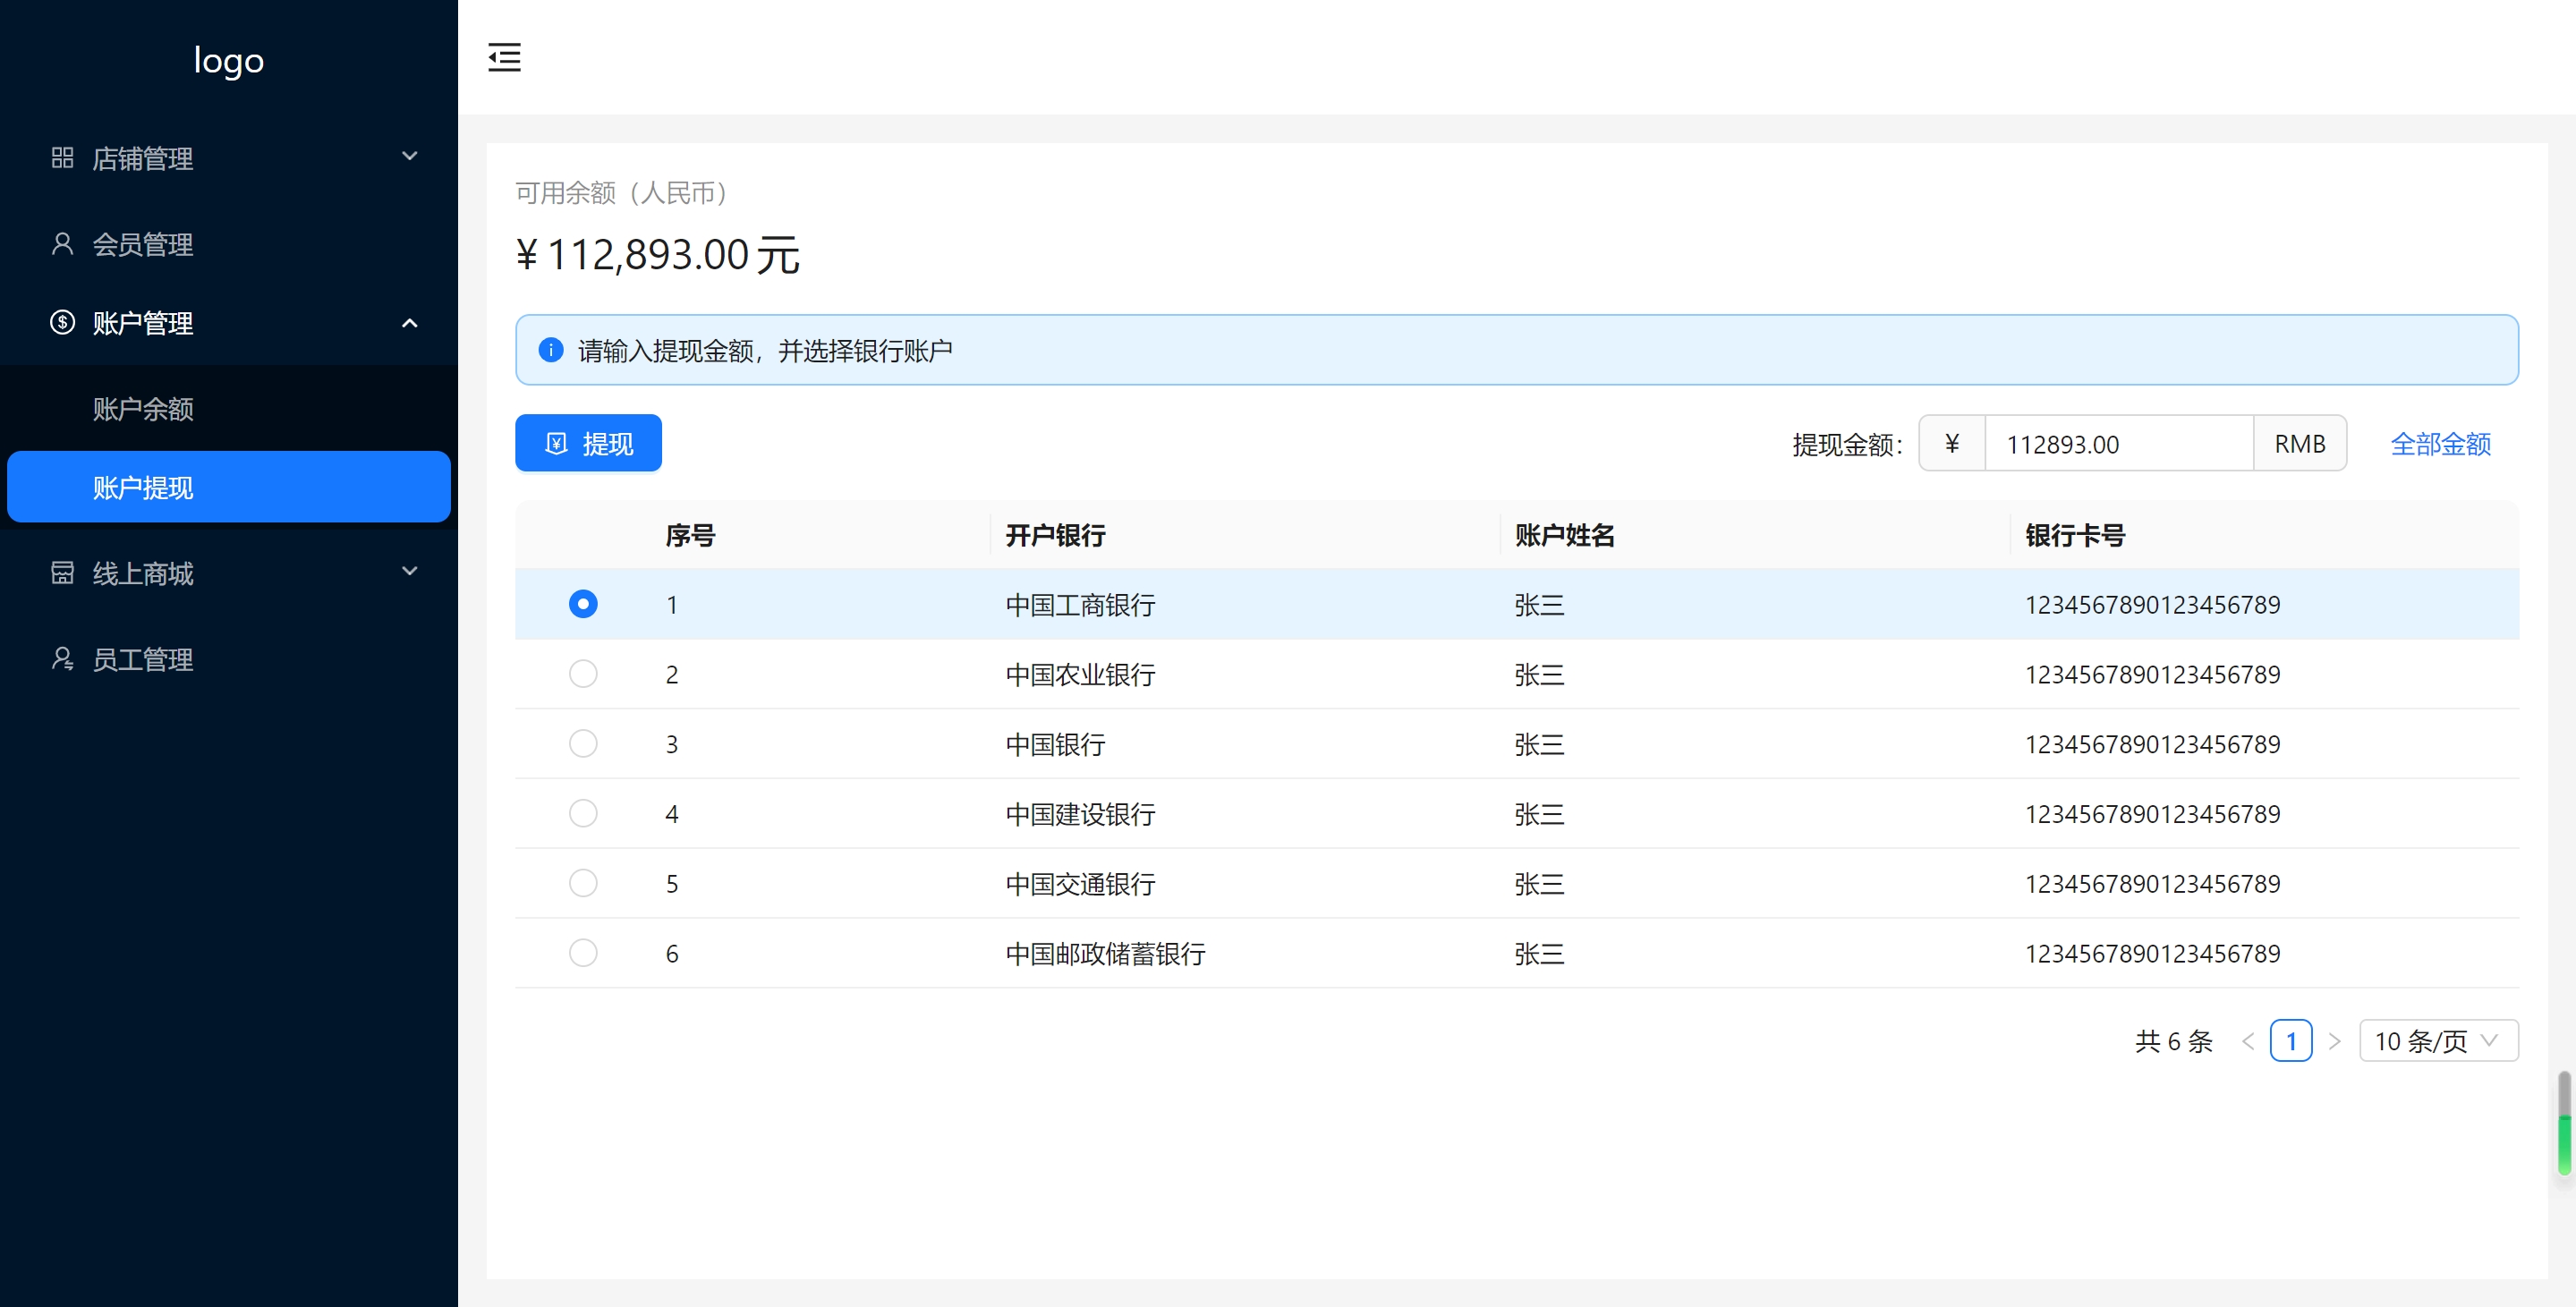 logo
店铺管理
会员管理
账户管理
账户余额
账户提现
线上商城
员工管理
可用余额（人民币）
¥ 112,893.00 元
请输入提现金额，并选择银行账户
提现
提现金额： ¥ 112893.00 RMB 全部金额
序号 开户银行 账户姓名 银行卡号
1 中国工商银行 张三 1234567890123456789
2 中国农业银行 张三 1234567890123456789
3 中国银行 张三 1234567890123456789
4 中国建设银行 张三 1234567890123456789
5 中国交通银行 张三 1234567890123456789
6 中国邮政储蓄银行 张三 1234567890123456789
共 6 条 < 1 > 10 条/页